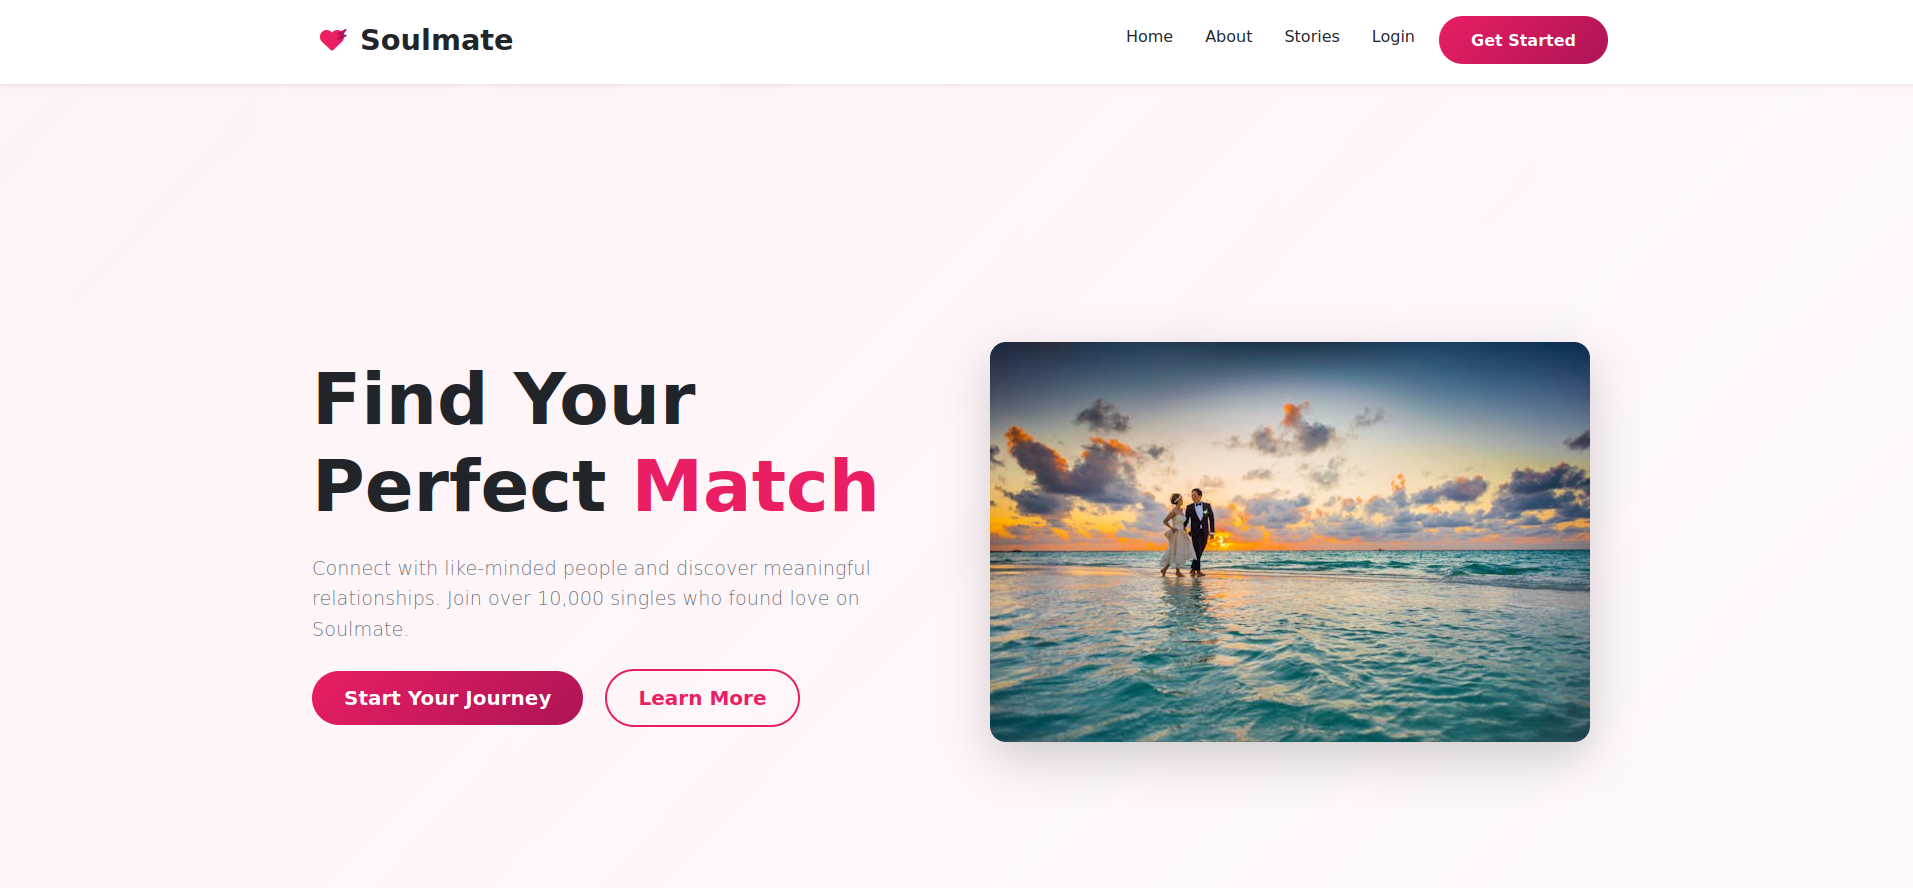 Soulmate
Home About Stories Login Get Started
Find Your
Perfect Match
Connect with like-minded people and discover meaningful
relationships. Join over 10,000 singles who found love on
Soulmate.
Start Your Journey Learn More